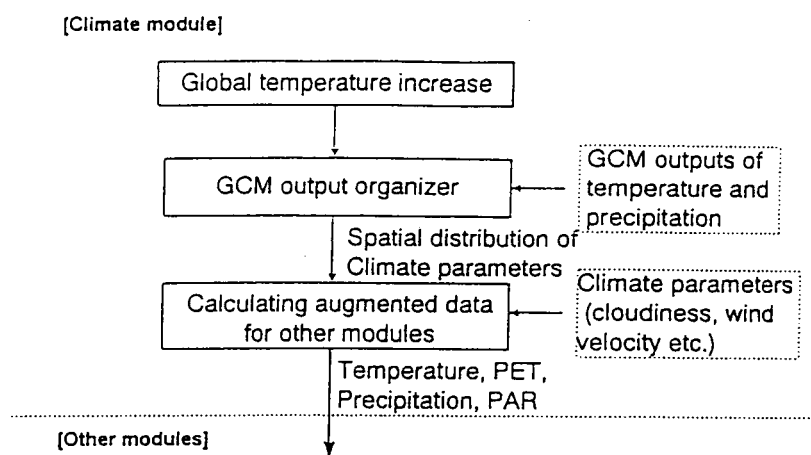 [Climate module]
Global temperature increase
GCM output organizer
GCM outputs of
temperature and
precipitation
Spatial distribution of
Climate parameters
Calculating augmented data
for other modules
Climate parameters
(cloudiness, wind
velocity etc.)
Temperature, PET,
Precipitation, PAR
[Other modules]